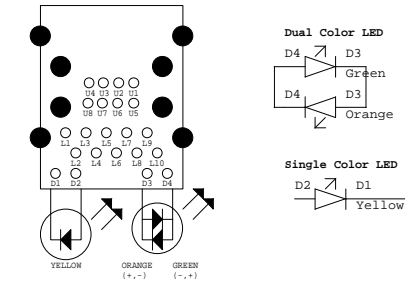 Dual Color LED
D4 D3
Green
D4 D3
Orange
U4 U3 U2 U1
U8 U7 U6 U5
L1 L3 L5 L7 L9
L2 L4 L6 L8 L10
D1 D2 D3 D4
Single Color LED
D2 D1
Yellow
YELLOW ORANGE GREEN
(+,-) (-,+)